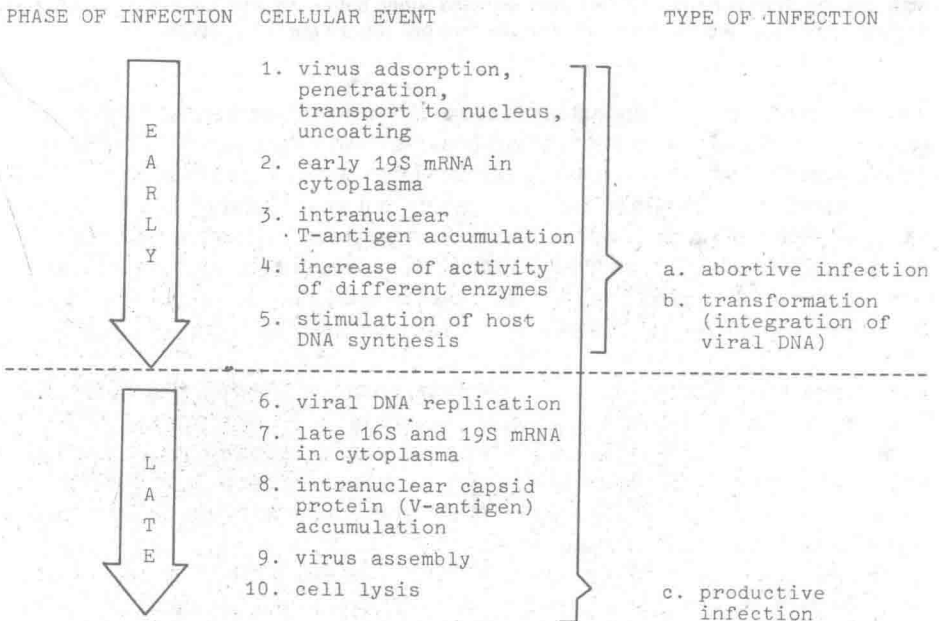 PHASE OF INFECTION CELLULAR EVENT TYPE OF INFECTION
EARLY
1. virus adsorption,
penetration,
transport to nucleus,
uncoating
2. early 19S mRNA in
cytoplasma
3. intranuclear
T-antigen accumulation
4. increase of activity
of different enzymes
5. stimulation of host
DNA synthesis
a. abortive infection
b. transformation
(integration of
viral DNA)
LATE
6. viral DNA replication
7. late 16S and 19S mRNA
in cytoplasma
8. intranuclear capsid
protein (V-antigen)
accumulation
9. virus assembly
10. cell lysis
c. productive
infection